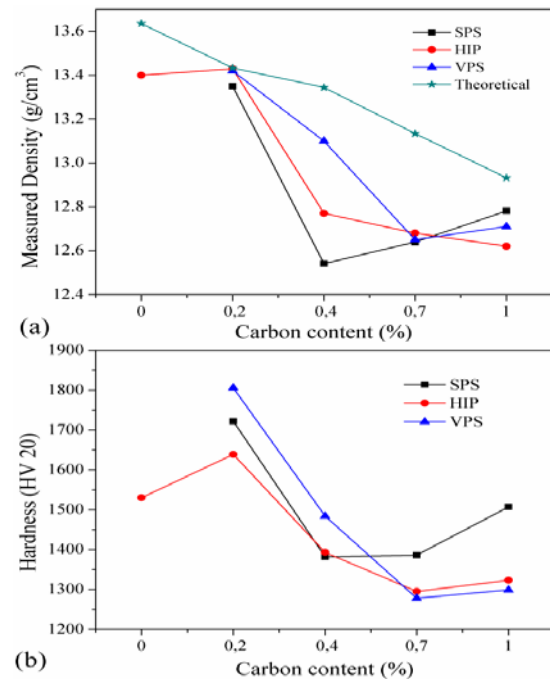 13.6
13.4
13.2
13.0
12.8
12.6
12.4
Measured Density (g/cm³)
SPS
HIP
VPS
Theoretical
0
0,2
0,4
0,7
1
(a)
Carbon content (%)
1900
1800
1700
1600
1500
1400
1300
1200
Hardness (HV 20)
SPS
HIP
VPS
0
0,2
0,4
0,7
1
(b)
Carbon content (%)